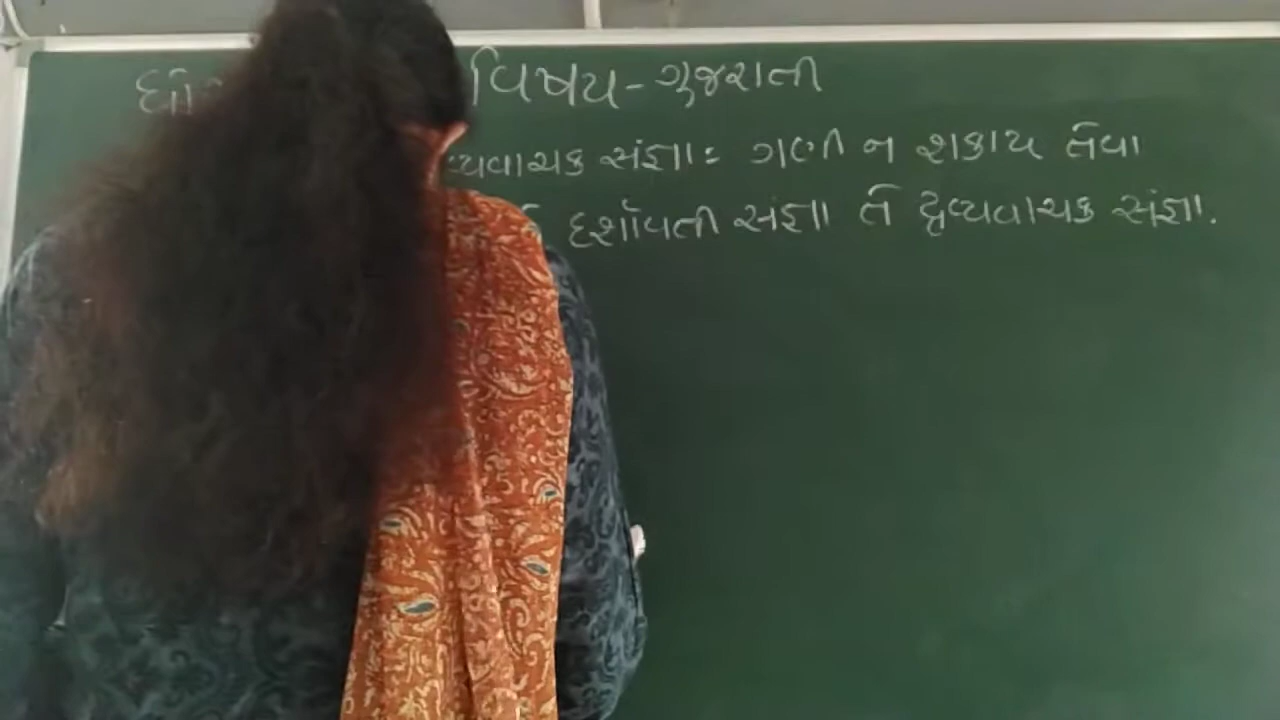 વિષય - ગુજરાતી
વ્યવાચક સંજ્ઞા : ગણી ન શકાય તેવા
દર્શાવતી સંજ્ઞા તે દ્રવ્યવાચક સંજ્ઞા.